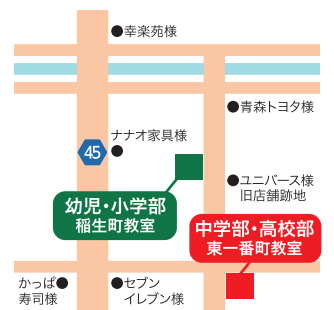 ●幸楽苑様
●青森トヨタ様
ナナオ家具様
●
45
●ユニバース様
旧店舗跡地
幼児・小学部
稲生町教室
中学部・高校部
東一番町教室
かっぱ●
寿司様
●セブン
イレブン様